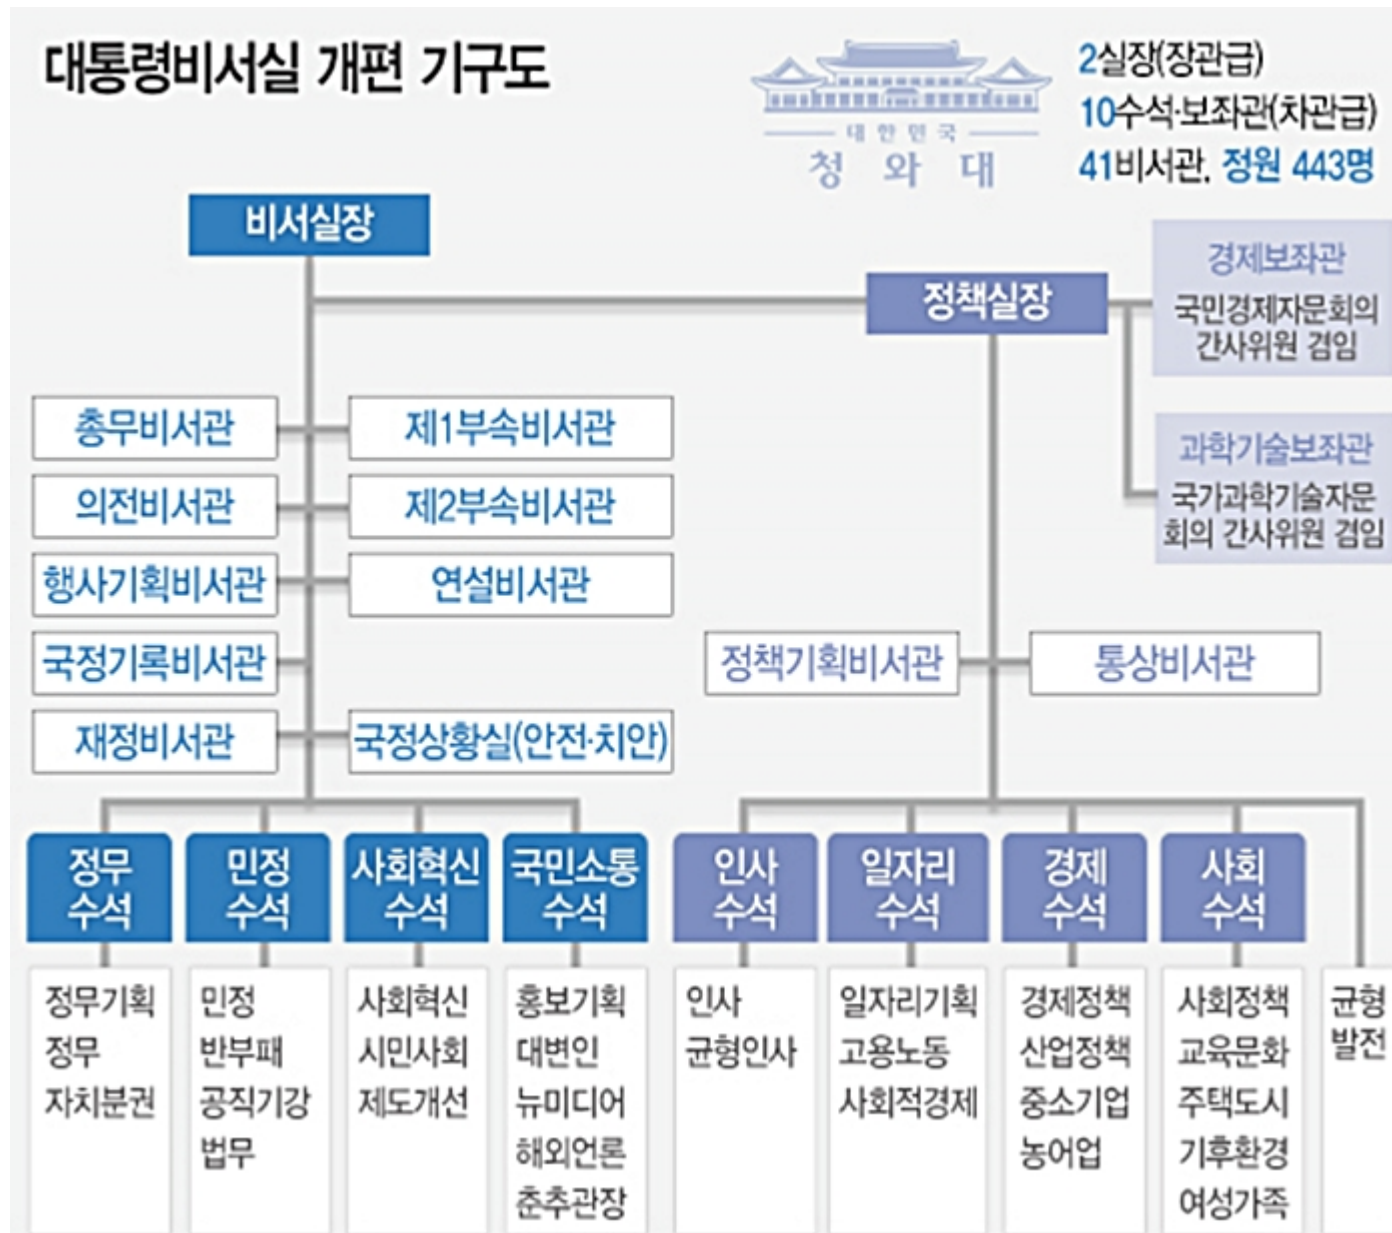 대통령비서실 개편 기구도
대한민국
청와대
2실장(장관급)
10수석·보좌관(차관급)
41비서관, 정원 443명
비서실장
정책실장
경제보좌관
국민경제자문회의
간사위원 겸임
과학기술보좌관
국가과학기술자문
회의 간사위원 겸임
총무비서관
제1부속비서관
의전비서관
제2부속비서관
행사기획비서관
연설비서관
국정기록비서관
재정비서관
국정상황실(안전·치안)
정책기획비서관
통상비서관
정무
수석
정무기획
정무
자치분권
민정
수석
민정
반부패
공직기강
법무
사회혁신
수석
사회혁신
시민사회
제도개선
국민소통
수석
홍보기획
대변인
뉴미디어
해외언론
춘추관장
인사
수석
인사
균형인사
일자리
수석
일자리기획
고용노동
사회적경제
경제
수석
경제정책
산업정책
중소기업
농어업
사회
수석
사회정책
교육문화
주택도시
기후환경
여성가족
균형
발전